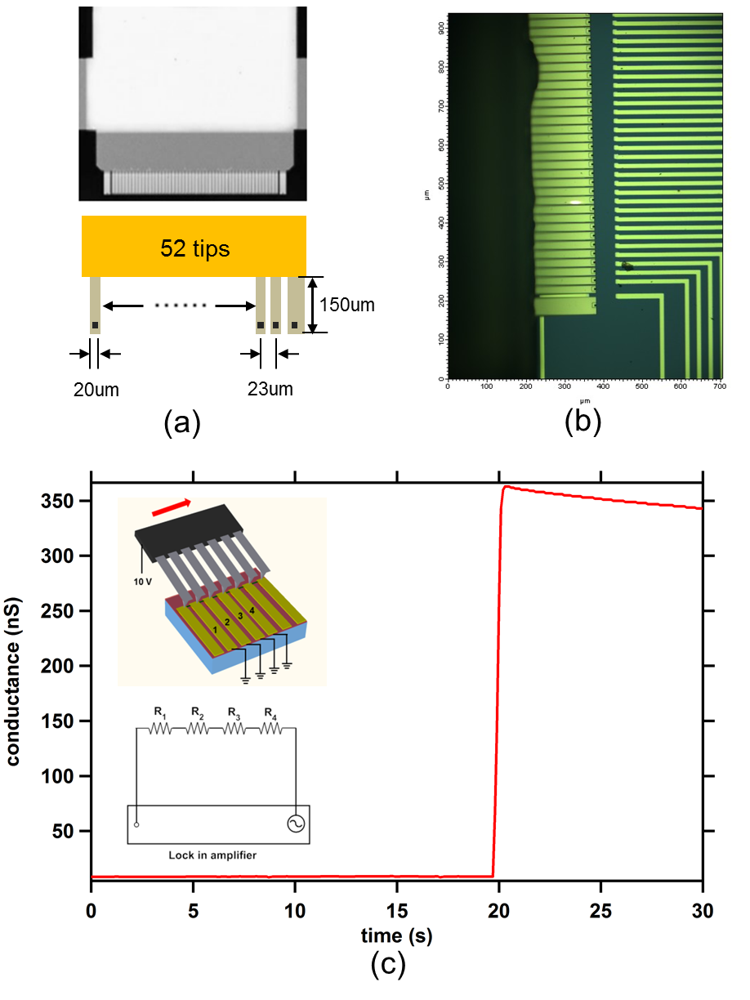 52 tips
150um
20um
23um
(a)
900
800
700
600
500
400
300
200
100
0
µm
0 100 200 300 400 500 600 700
µm
(b)
350
300
250
200
150
100
50
conductance (nS)
10 V
1 2 3 4
R1 R2 R3 R4
Lock in amplifier
0 5 10 15 20 25 30
time (s)
(c)